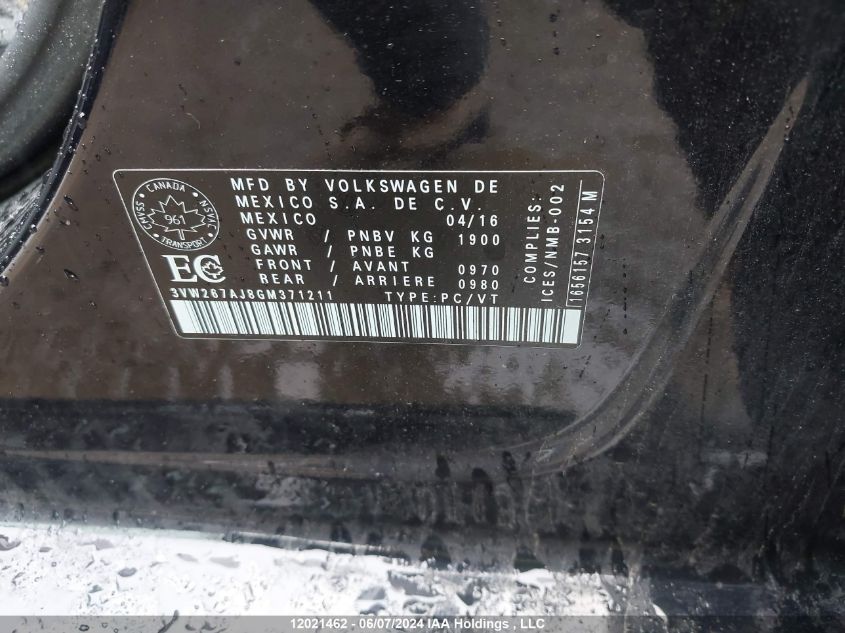 CANADA
CMVSS
961
NSVAC
TRANSPORT
EC
MFD BY VOLKSWAGEN DE
MEXICO S.A. DE C.V.
MEXICO 04/16
GVWR / PNBV KG 1900
GAWR / PNBE KG
FRONT / AVANT 0970
REAR / ARRIERE 0980
3VW267AJ8GM371211 TYPE:PC/VT
COMPLIES:
ICES/NMB-002
1656157 3154 M
12021462 - 06/07/2024 IAA Holdings , LLC